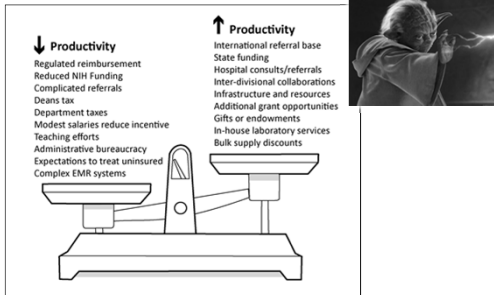 Productivity
Regulated reimbursement
Reduced NIH Funding
Complicated referrals
Deans tax
Department taxes
Modest salaries reduce incentive
Teaching efforts
Administrative bureaucracy
Expectations to treat uninsured
Complex EMR systems
Productivity
International referral base
State funding
Hospital consults/referrals
Inter-divisional collaborations
Infrastructure and resources
Additional grant opportunities
Gifts or endowments
In-house laboratory services
Bulk supply discounts